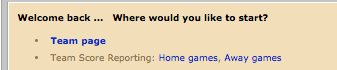 Welcome back ... Where would you like to start?
Team page
Team Score Reporting: Home games, Away games